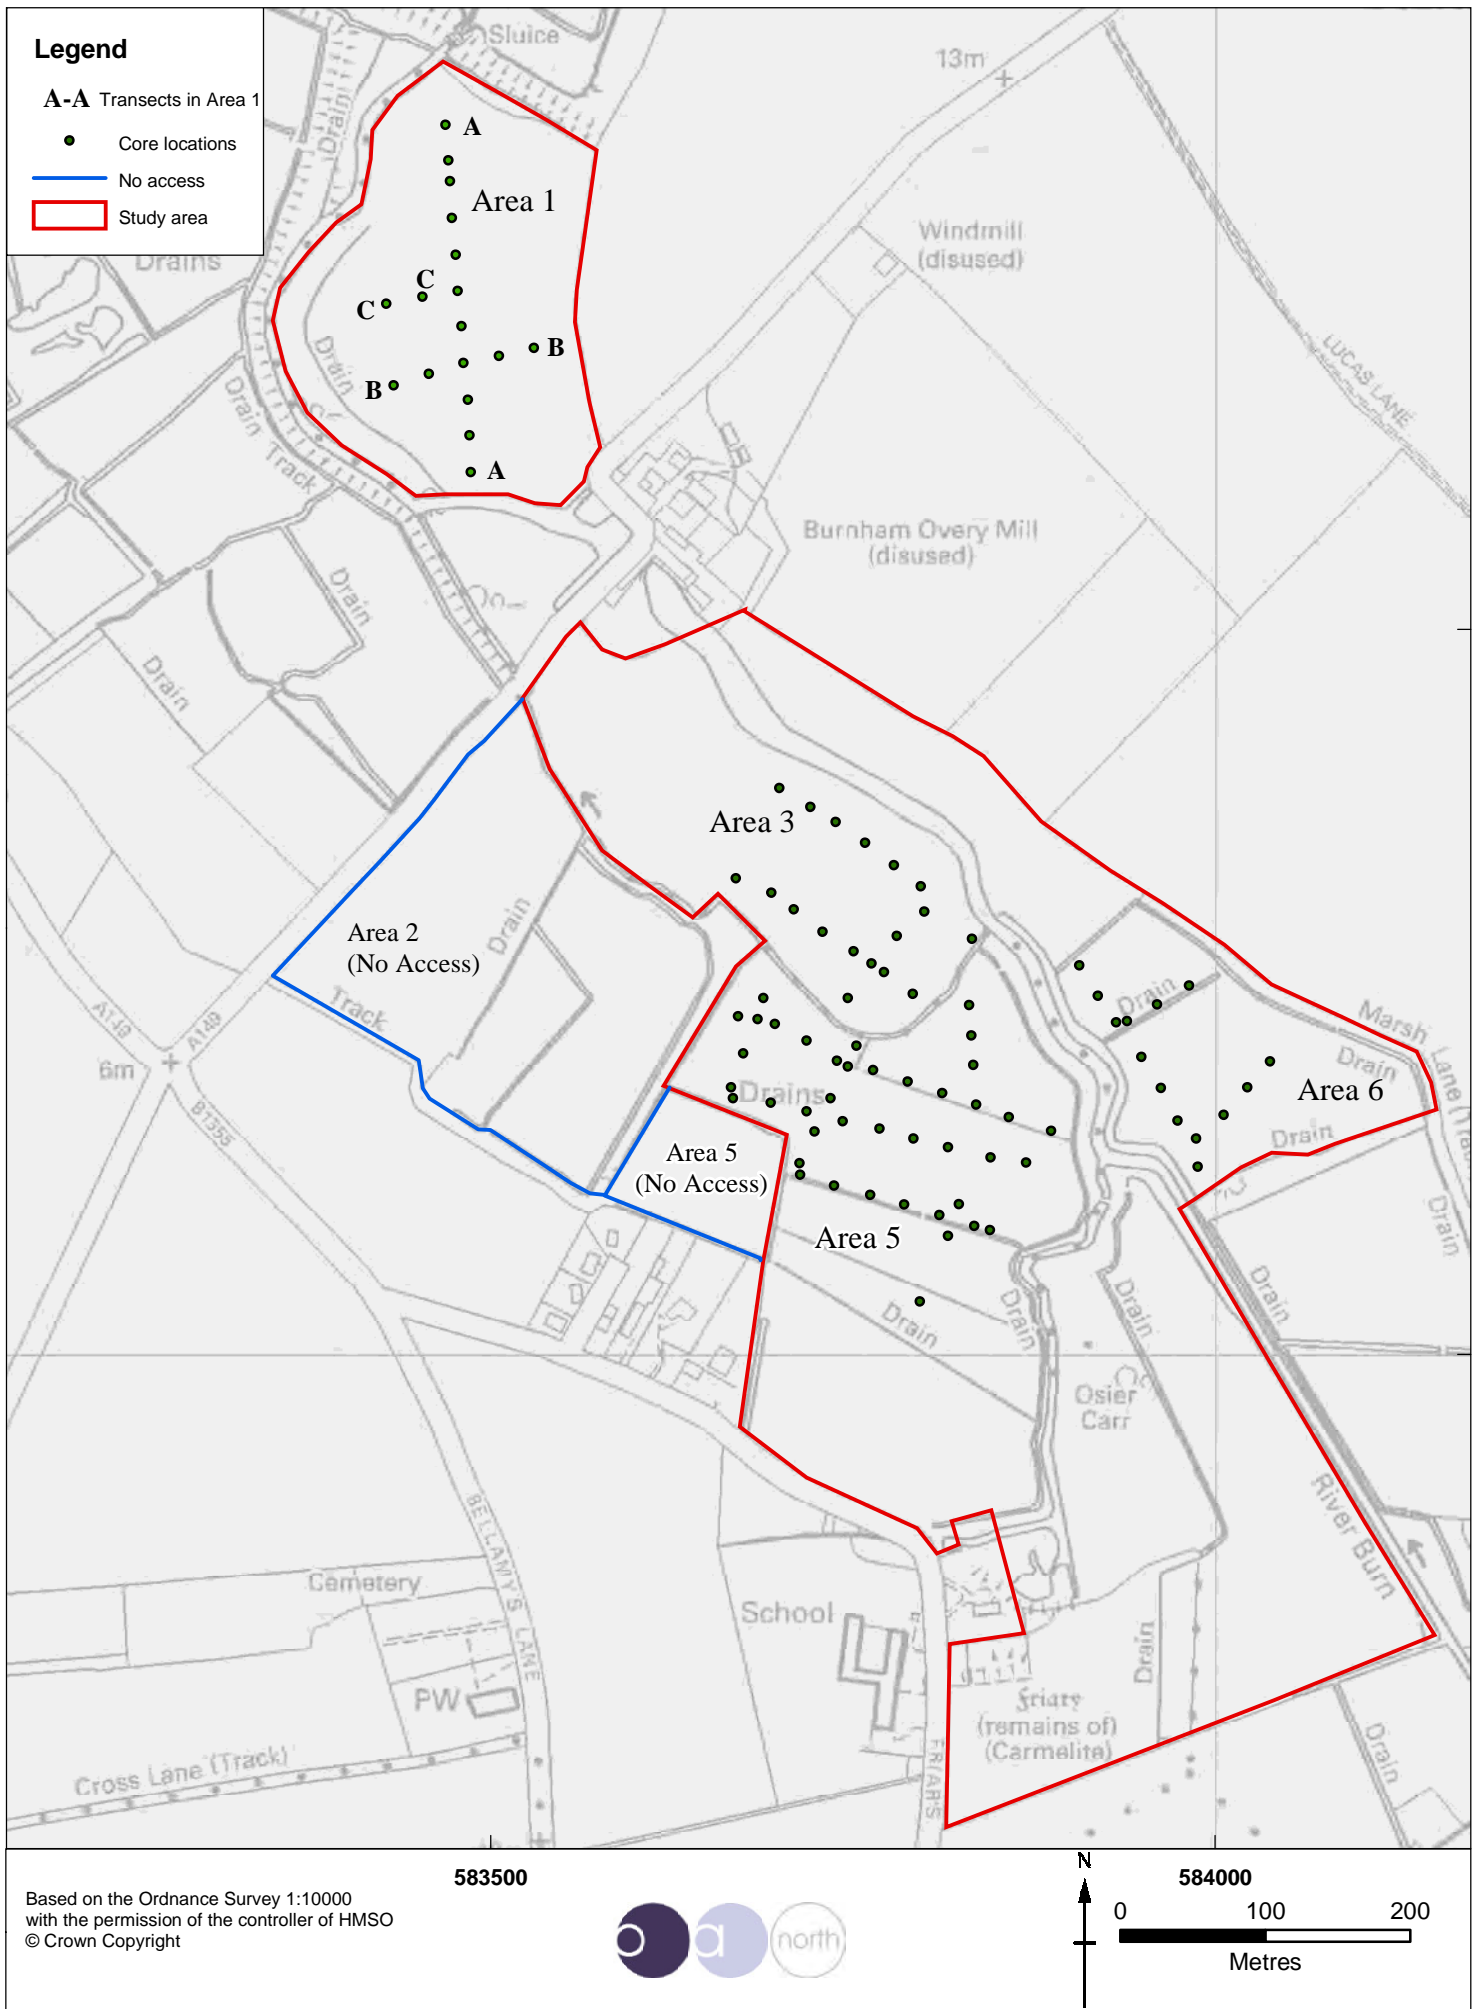 Legend
A-A Transects in Area 1
Core locations
No access
Study area
Sluice
13m
Drain
A
Area 1
Windmill
(disused)
Drains
C
C
B
B
Drain
Drain
Track
A
LUCAS LANE
Burnham Overy Mill
(disused)
Drain
Drain
Area 3
Area 2
(No Access)
Drain
Track
A149
A149
6m
B1355
Drain
Marsh
Lane (Tra
Drain
Area 6
Drain
Drains
Area 5
(No Access)
Area 5
Drain
Drain
Drain
Drain
Drain
Osier
Carr
River Burn
BELLAMY'S LANE
Cemetery
School
PW
Drain
Friary
(remains of)
(Carmelite)
Drain
FRIARS
Cross Lane (Track)
583500
584000
N
Based on the Ordnance Survey 1:10000
with the permission of the controller of HMSO
© Crown Copyright
o a north
0 100 200
Metres